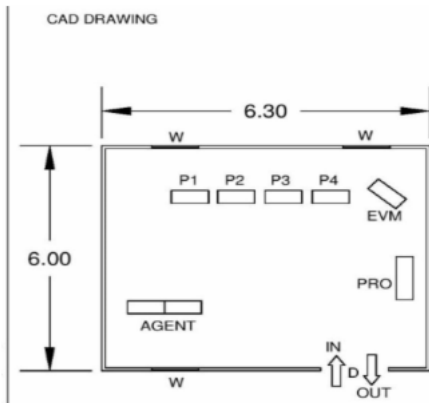 CAD DRAWING
6.30
W W
P1 P2 P3 P4
EVM
6.00
PRO
AGENT
IN
D
W
OUT